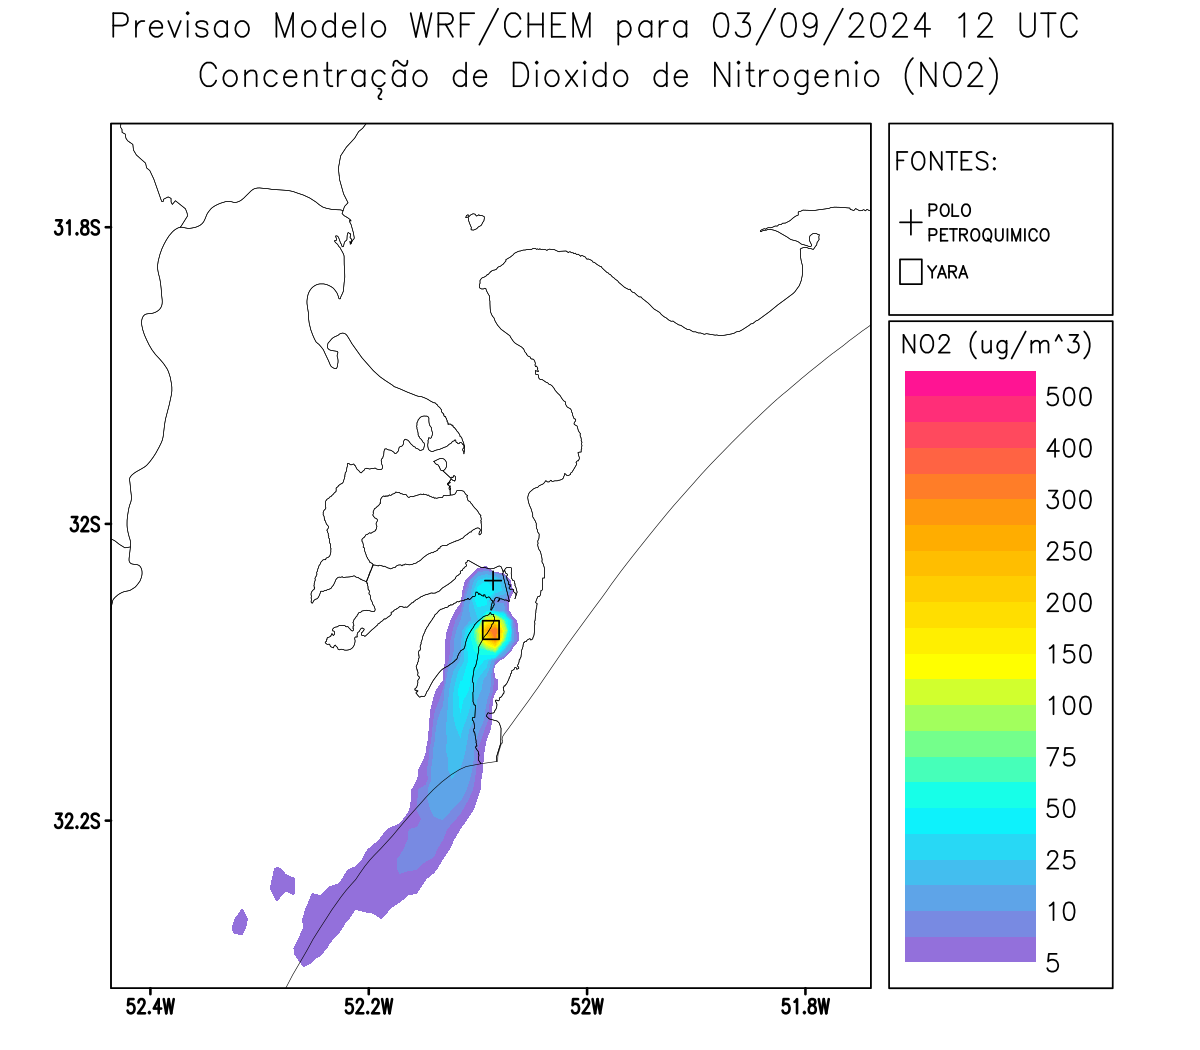 Previsao Modelo WRF/CHEM para 03/09/2024 12 UTC
Concentração de Dioxido de Nitrogenio (NO2)
FONTES:
POLO
PETROQUIMICO
YARA
NO2 (ug/m^3)
500
400
300
250
200
150
100
75
50
25
10
5
31.8S
32S
32.2S
52.4W
52.2W
52W
51.8W